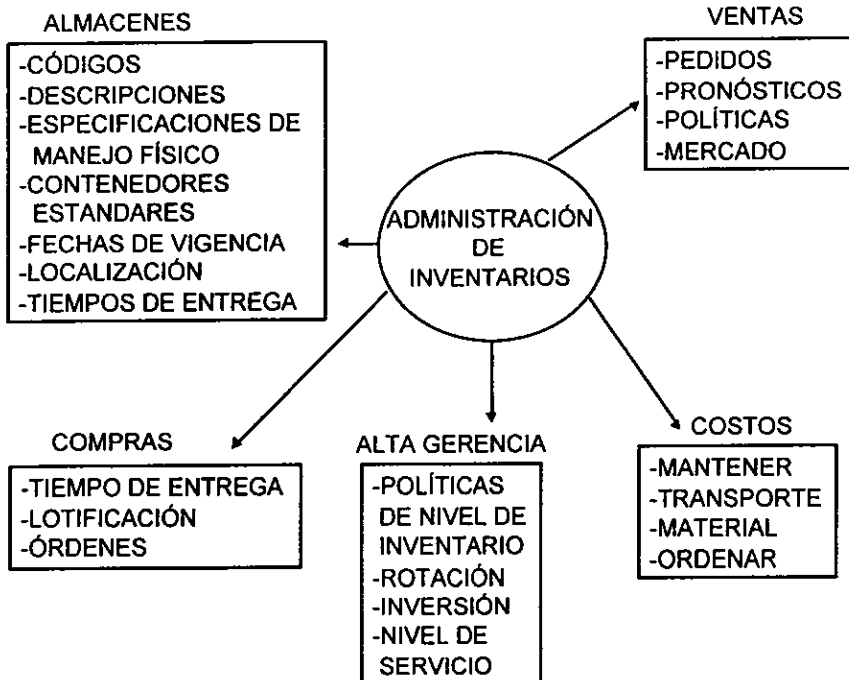 ALMACENES
-CÓDIGOS
-DESCRIPCIONES
-ESPECIFICACIONES DE
MANEJO FÍSICO
-CONTENEDORES
ESTANDARES
-FECHAS DE VIGENCIA
-LOCALIZACIÓN
-TIEMPOS DE ENTREGA
VENTAS
-PEDIDOS
-PRONÓSTICOS
-POLÍTICAS
-MERCADO
ADMINISTRACIÓN
DE
INVENTARIOS
COMPRAS
-TIEMPO DE ENTREGA
-LOTIFICACIÓN
-ÓRDENES
ALTA GERENCIA
-POLÍTICAS
DE NIVEL DE
INVENTARIO
-ROTACIÓN
-INVERSIÓN
-NIVEL DE
SERVICIO
COSTOS
-MANTENER
-TRANSPORTE
-MATERIAL
-ORDENAR